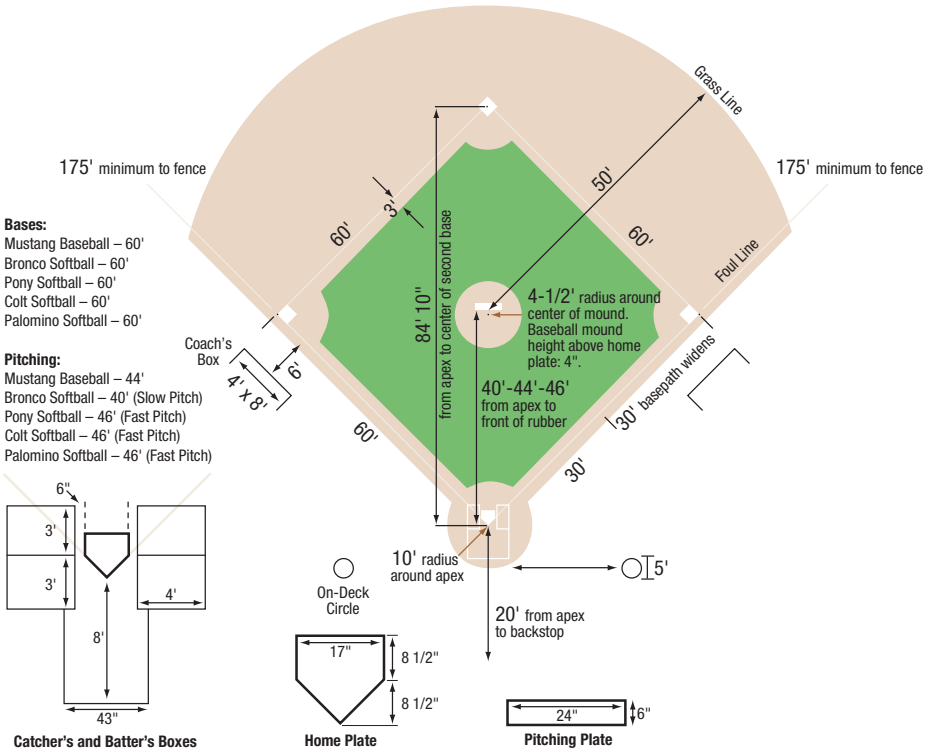 Grass Line
175' minimum to fence
175' minimum to fence
50'
3'
60'
60'
Foul Line
Bases:
Mustang Baseball – 60'
Bronco Softball – 60'
Pony Softball – 60'
Colt Softball – 60'
Palomino Softball – 60'
84' 10"
from apex to center of second base
4-1/2' radius around
center of mound.
Baseball mound
height above home
plate: 4".
Coach's
Box
6'
4' x 8'
Pitching:
Mustang Baseball – 44'
Bronco Softball – 40' (Slow Pitch)
Pony Softball – 46' (Fast Pitch)
Colt Softball – 46' (Fast Pitch)
Palomino Softball – 46' (Fast Pitch)
40'-44'-46'
from apex to
front of rubber
30' basepath widens
60'
30'
6"
3'
3'
4'
8'
43"
Catcher's and Batter's Boxes
10' radius
around apex
On-Deck
Circle
5'
20' from apex
to backstop
17"
8 1/2"
8 1/2"
Home Plate
24"
6"
Pitching Plate